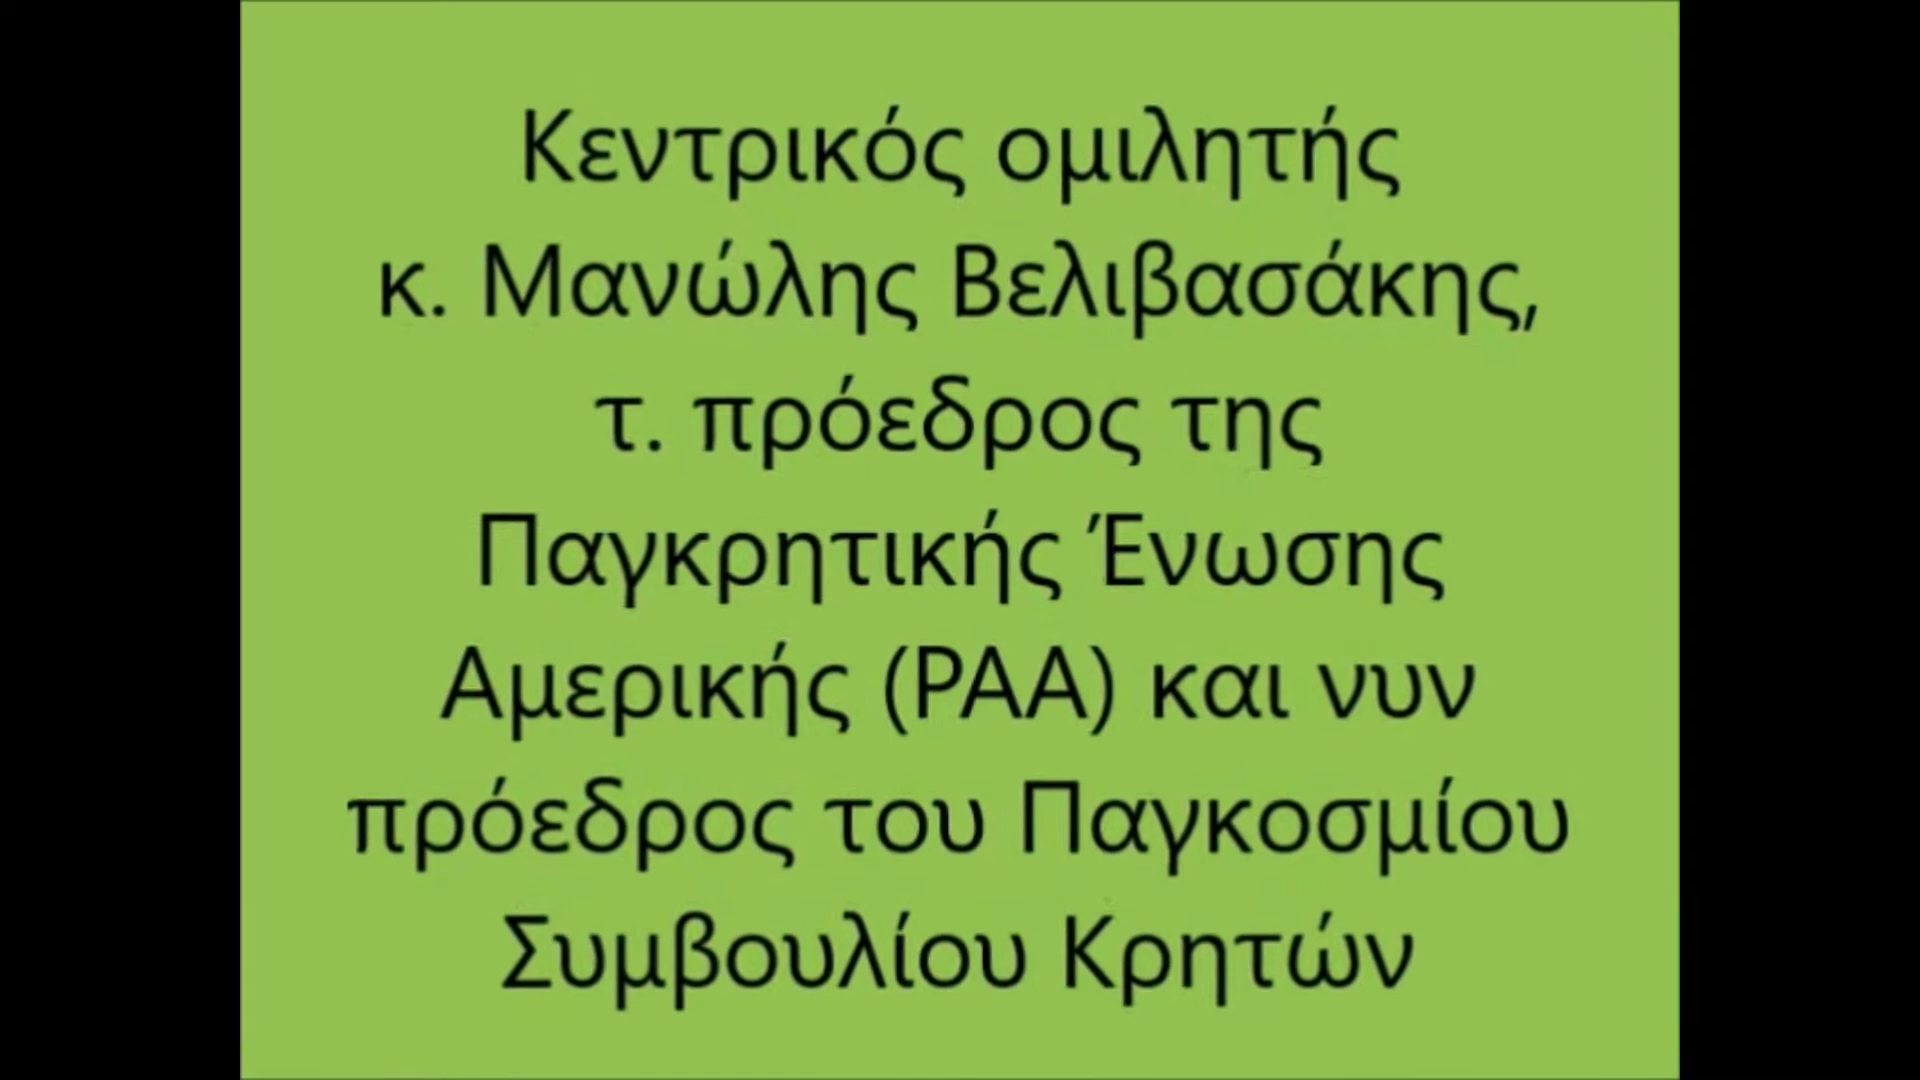 Κεντρικός ομιλητής
κ. Μανώλης Βελιβασάκης,
τ. πρόεδρος της
Παγκρητικής Ένωσης
Αμερικής (PAA) και νυν
πρόεδρος του Παγκοσμίου
Συμβουλίου Κρητών